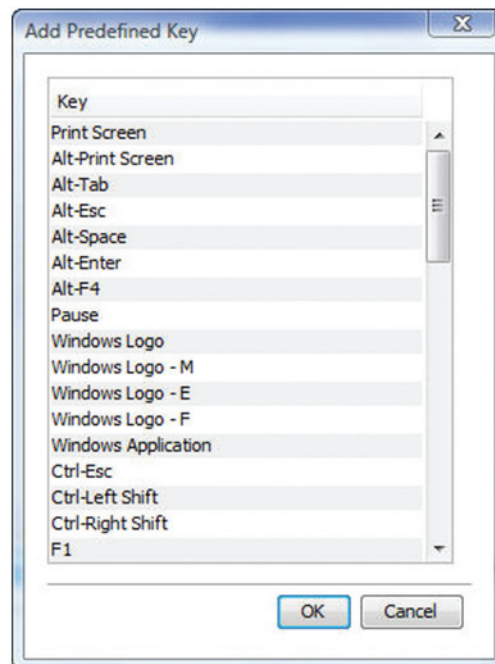 Add Predefined Key
Key
Print Screen
Alt-Print Screen
Alt-Tab
Alt-Esc
Alt-Space
Alt-Enter
Alt-F4
Pause
Windows Logo
Windows Logo - M
Windows Logo - E
Windows Logo - F
Windows Application
Ctrl-Esc
Ctrl-Left Shift
Ctrl-Right Shift
F1
OK Cancel